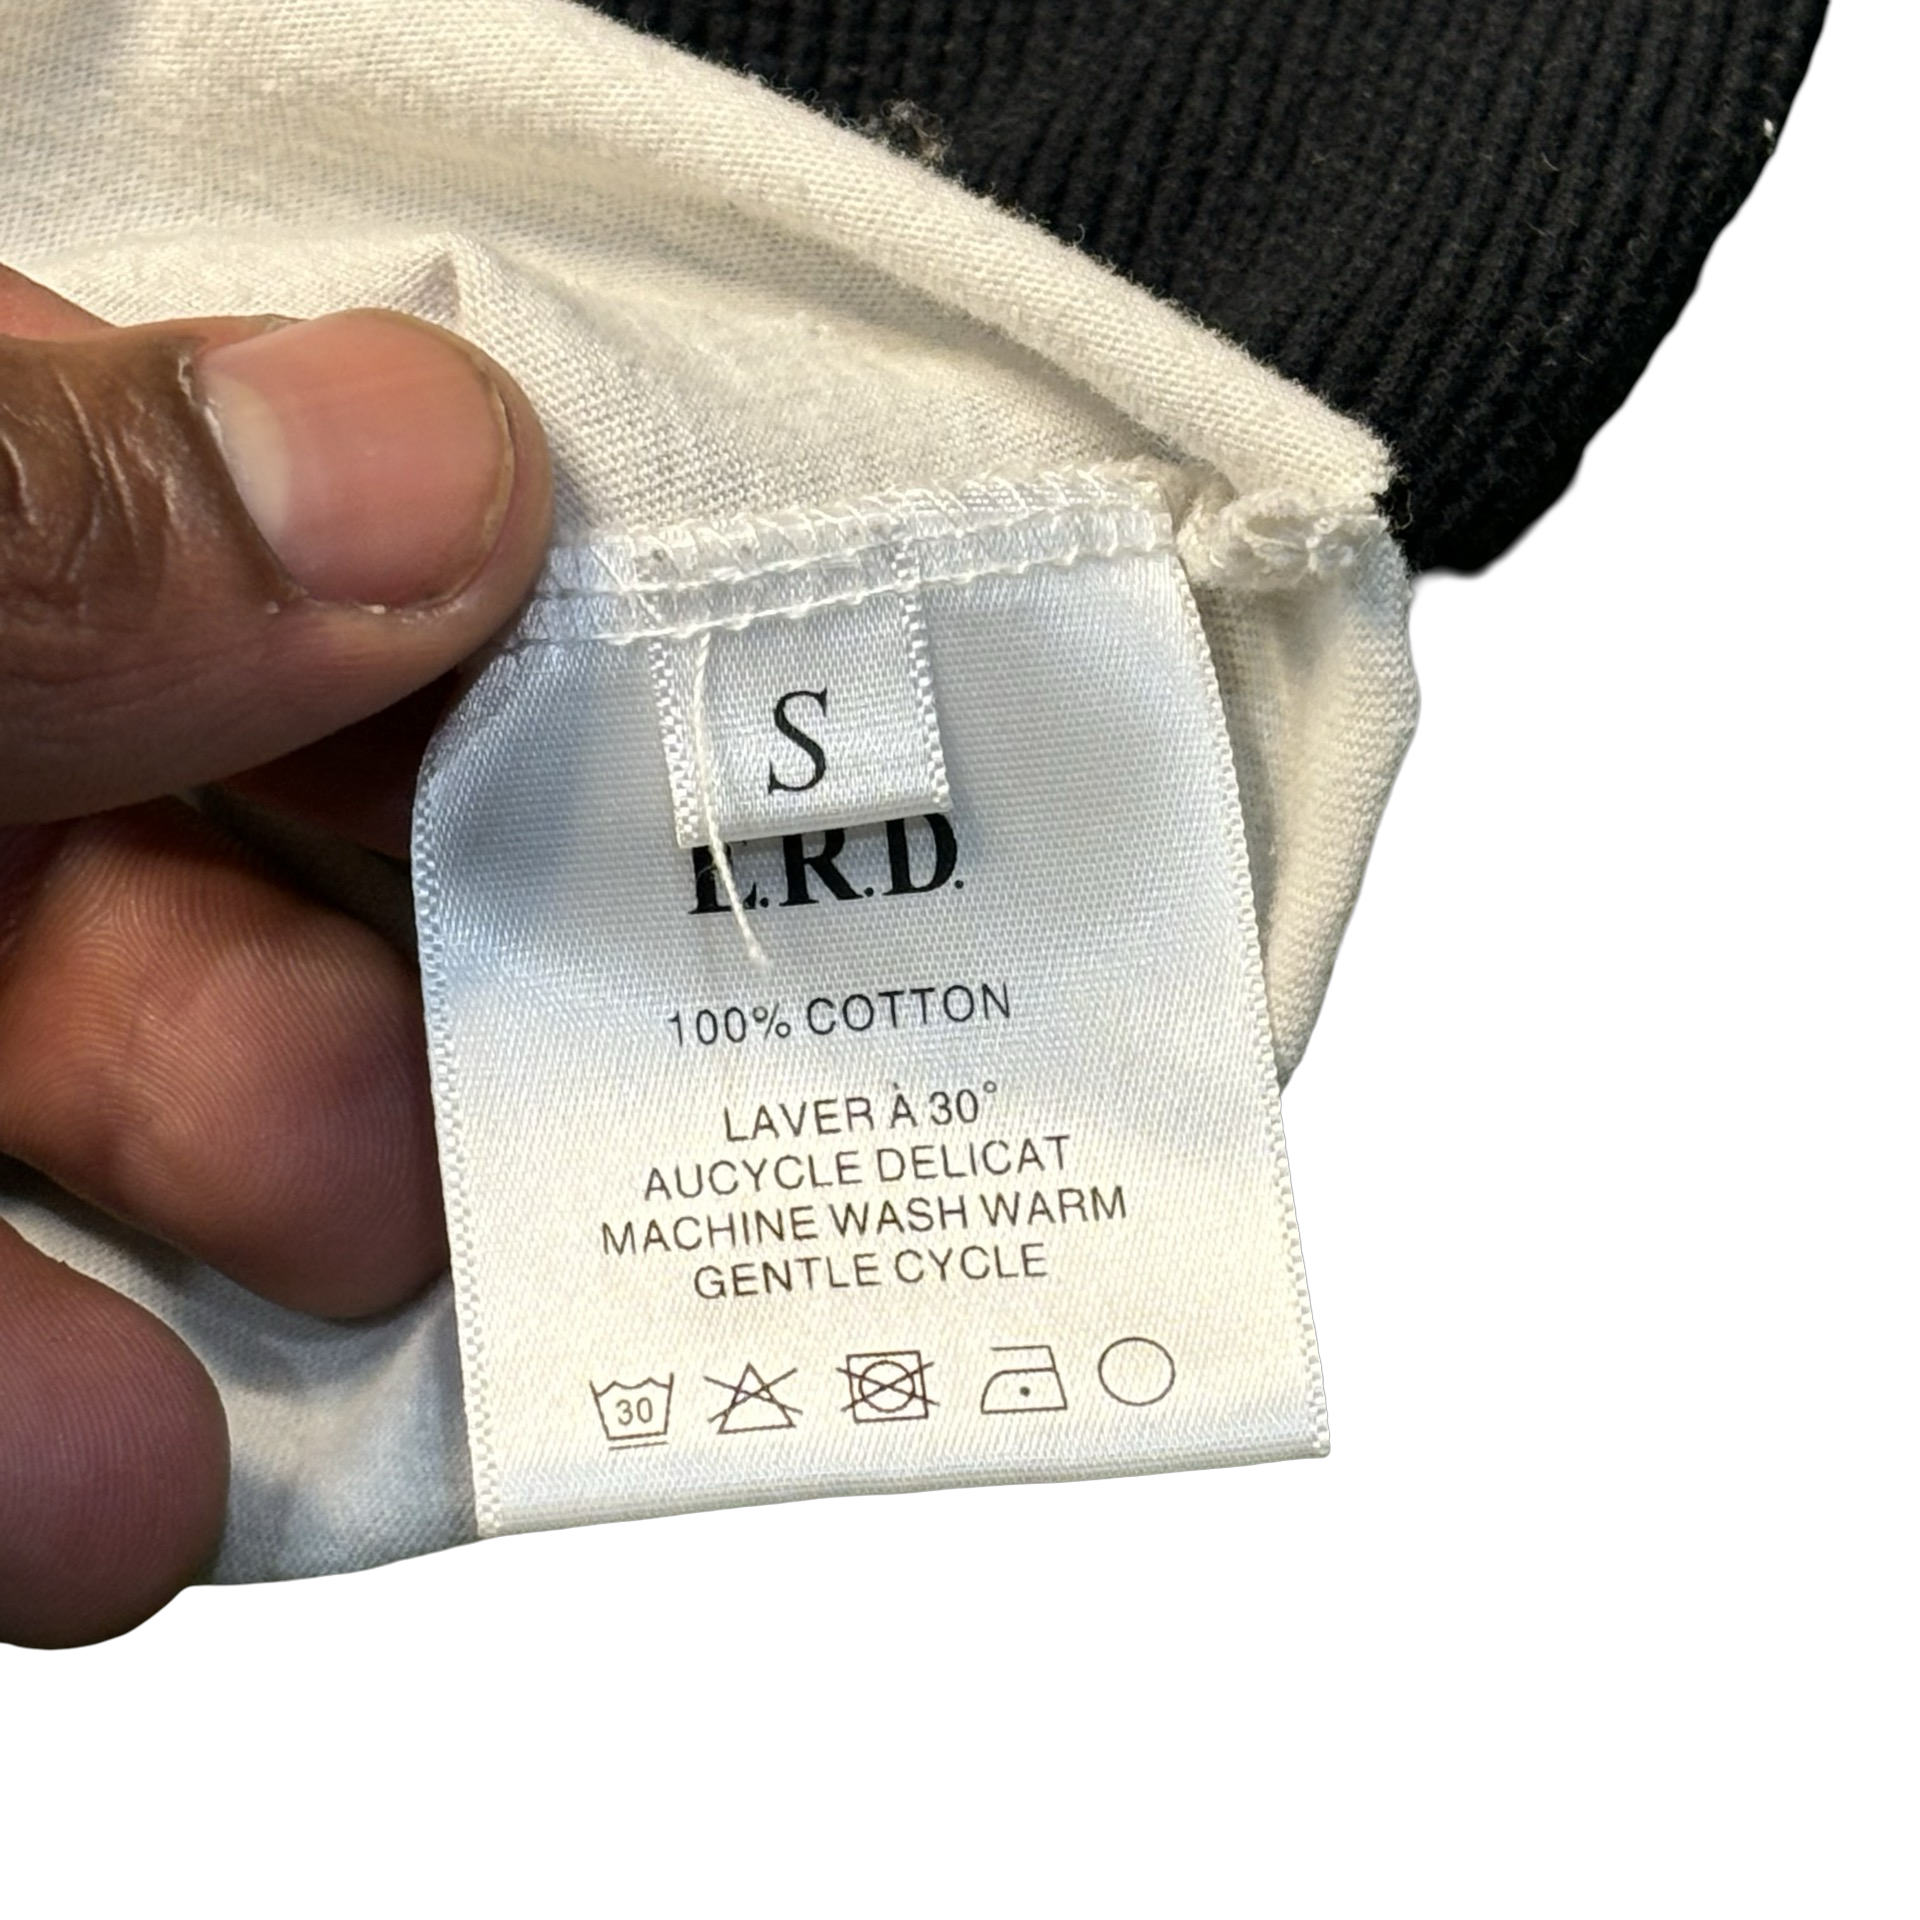 S
E.R.D.
100% COTTON
LAVER À 30°
AUCYCLE DELICAT
MACHINE WASH WARM
GENTLE CYCLE
30